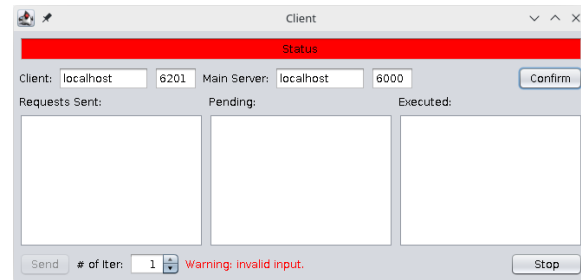 Client
Status
Client: localhost 6201 Main Server: localhost 6000 Confirm
Requests Sent: Pending: Executed:
Send # of Iter: 1 Warning: invalid input. Stop